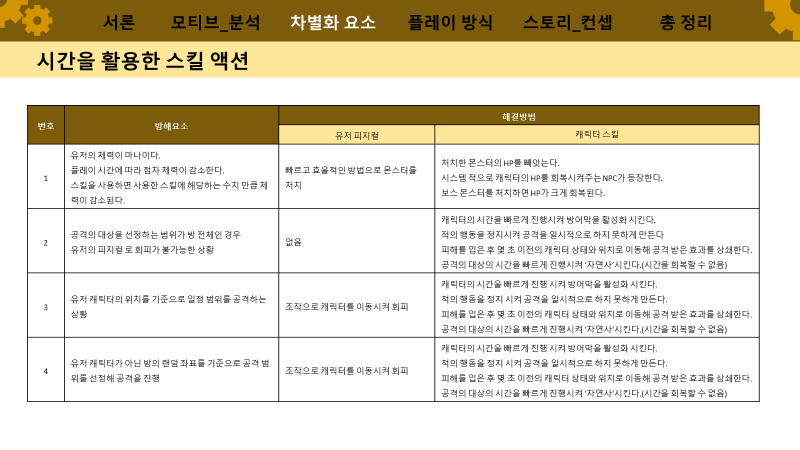 서론 모티브_분석 차별화 요소 플레이 방식 스토리_컨셉 총 정리
시간을 활용한 스킬 액션
번호 방해요소 해결방법
유저 피지컬 캐릭터 스킬
1
유저의 체력이 마나이다.
플레이 시간에 따라 점차 체력이 감소한다.
스킬을 사용하면 사용한 스킬에 해당하는 수치 만큼 체
력이 감소된다.
빠르고 효율적인 방법으로 몬스터를
처치
처치한 몬스터의 HP를 빼앗는다.
시스템 적으로 캐릭터의 HP를 회복시켜주는 NPC가 등장한다.
보스 몬스터를 처치하면 HP가 크게 회복된다.
2
공격의 대상을 선정하는 범위가 방 전체인 경우
유저의 피지컬 로 회피가 불가능한 상황
없음
캐릭터의 시간을 빠르게 진행시켜 방어막을 활성화 시킨다.
적의 행동을 정지시켜 공격을 일시적으로 하지 못하게 만든다
피해를 입은 후 몇 초 이전의 캐릭터 상태와 위치로 이동해 공격 받은 효과를 상쇄한다.
공격의 대상의 시간을 빠르게 진행시켜 '자연사'시킨다.(시간을 회복할 수 없음)
3
유저 캐릭터의 위치를 기준으로 일정 범위를 공격하는
상황
조작으로 캐릭터를 이동시켜 회피
캐릭터의 시간을 빠르게 진행 시켜 방어막을 활성화 시킨다.
적의 행동을 정지 시켜 공격을 일시적으로 하지 못하게 만든다.
피해를 입은 후 몇 초 이전의 캐릭터 상태와 위치로 이동해 공격 받은 효과를 상쇄한다.
공격의 대상의 시간을 빠르게 진행시켜 '자연사'시킨다.(시간을 회복할 수 없음)
4
유저 캐릭터가 아닌 방의 랜덤 좌표를 기준으로 공격 범
위를 선정해 공격을 진행
조작으로 캐릭터를 이동시켜 회피
캐릭터의 시간을 빠르게 진행 시켜 방어막을 활성화 시킨다.
적의 행동을 정지 시켜 공격을 일시적으로 하지 못하게 만든다.
피해를 입은 후 몇 초 이전의 캐릭터 상태와 위치로 이동해 공격 받은 효과를 상쇄한다.
공격의 대상의 시간을 빠르게 진행시켜 '자연사'시킨다.(시간을 회복할 수 없음)